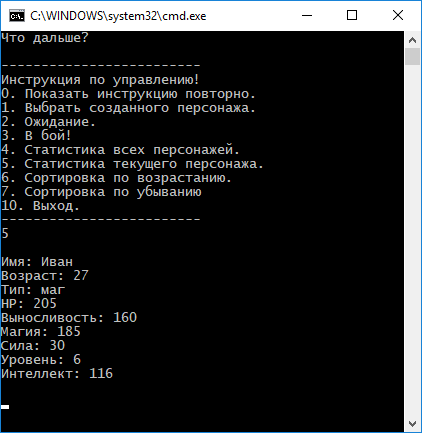 C:\WINDOWS\system32\cmd.exe
Что дальше?
-------------------------
Инструкция по управлению!
0. Показать инструкцию повторно.
1. Выбрать созданного персонажа.
2. Ожидание.
3. В бой!
4. Статистика всех персонажей.
5. Статистика текущего персонажа.
6. Сортировка по возрастанию.
7. Сортировка по убыванию
10. Выход.
-------------------------
5
Имя: Иван
Возраст: 27
Тип: маг
HP: 205
Выносливость: 160
Магия: 185
Сила: 30
Уровень: 6
Интеллект: 116